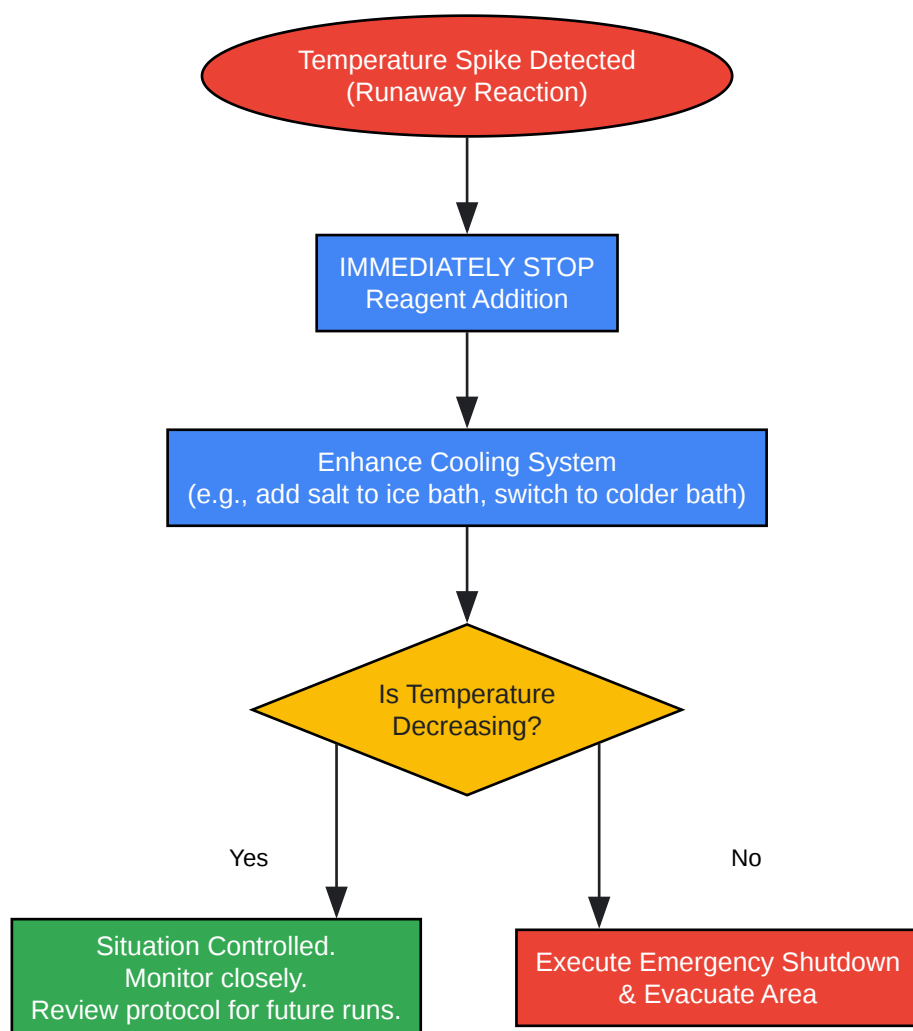 Temperature Spike Detected
(Runaway Reaction)
IMMEDIATELY STOP
Reagent Addition
Enhance Cooling System
(e.g., add salt to ice bath, switch to colder bath)
Is Temperature
Decreasing?
Yes
No
Situation Controlled.
Monitor closely.
Review protocol for future runs.
Execute Emergency Shutdown
& Evacuate Area